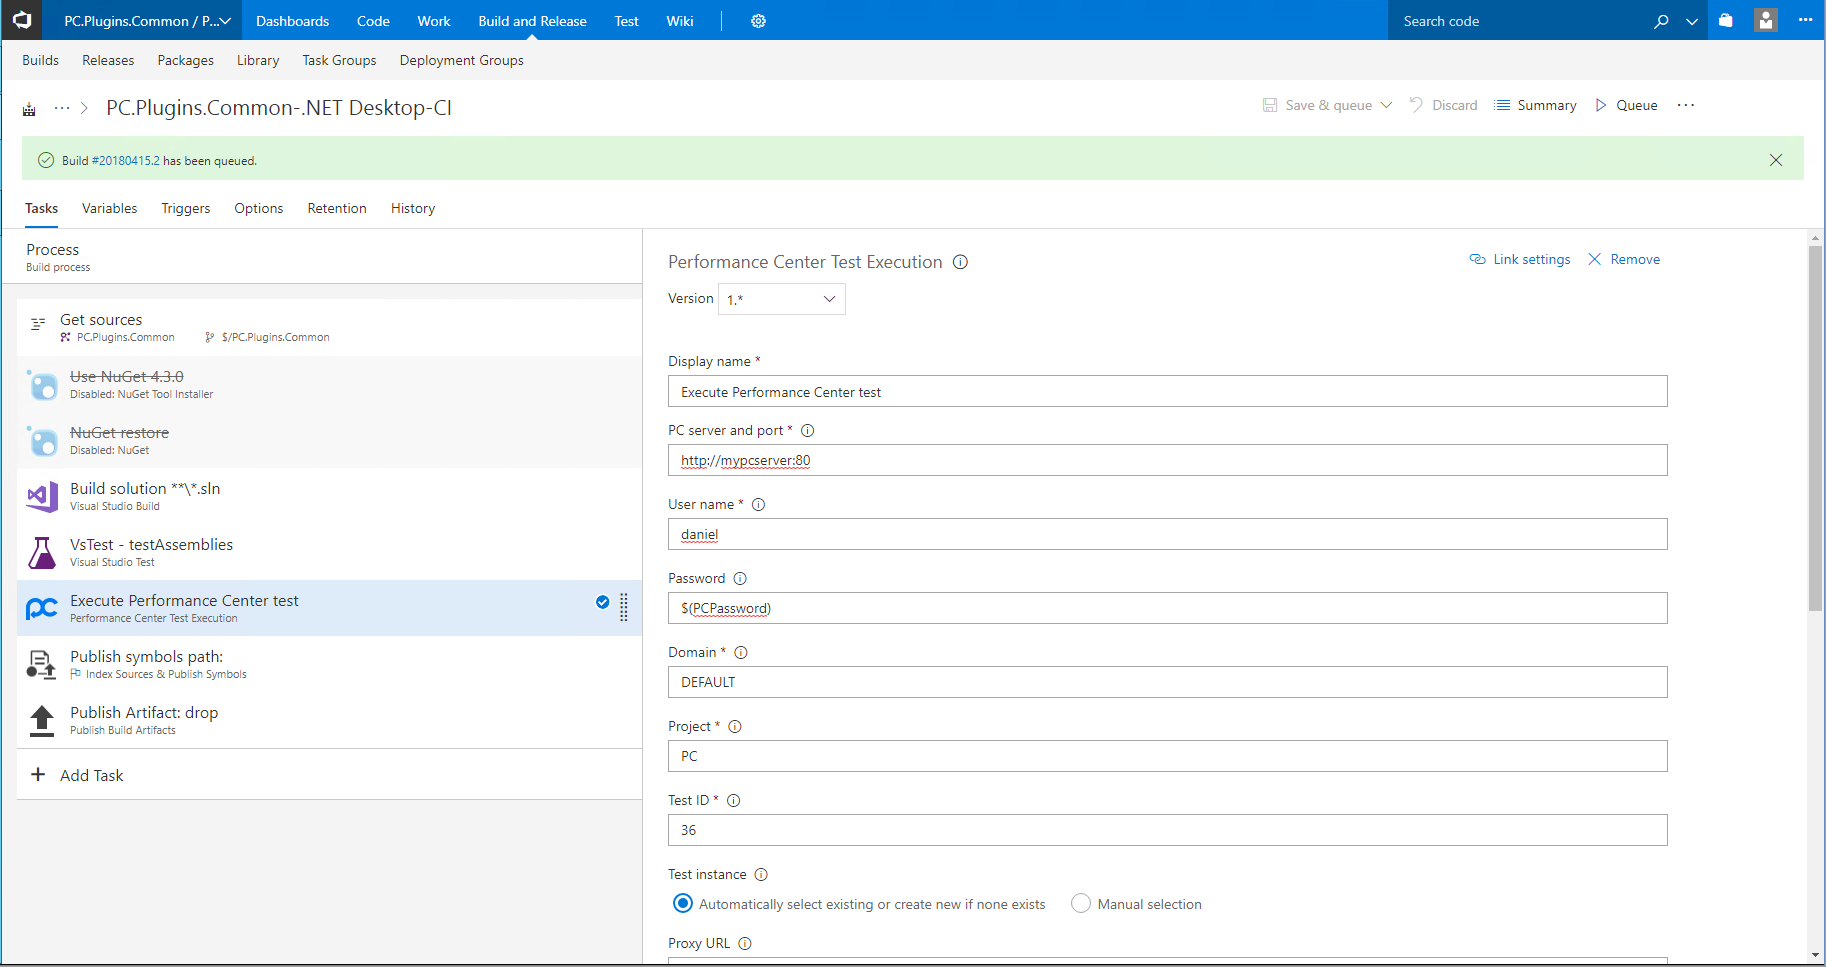 PC.Plugins.Common / P... Dashboards Code Work Build and Release Test Wiki Search code ...
Builds Releases Packages Library Task Groups Deployment Groups
... PC.Plugins.Common-.NET Desktop-CI Save & queue Discard Summary Queue ...
Build #20180415.2 has been queued.
Tasks Variables Triggers Options Retention History
Process
Build process
Get sources
PC.Plugins.Common $/PC.Plugins.Common
Use NuGet 4.3.0
Disabled: NuGet Tool Installer
NuGet restore
Disabled: NuGet
Build solution **\*.sln
Visual Studio Build
VsTest - testAssemblies
Visual Studio Test
PC
Execute Performance Center test
Performance Center Test Execution
Publish symbols path:
Index Sources & Publish Symbols
Publish Artifact: drop
Publish Build Artifacts
+ Add Task
Performance Center Test Execution Link settings Remove
Version 1.*
Display name *
Execute Performance Center test
PC server and port *
http://mypcserver:80
User name *
daniel
Password
$(PCPassword)
Domain *
DEFAULT
Project *
PC
Test ID *
36
Test instance
Automatically select existing or create new if none exists Manual selection
Proxy URL